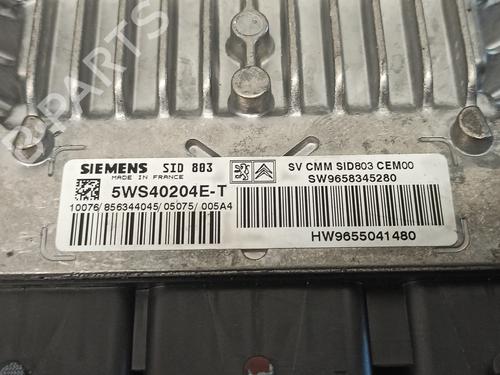 SIEMENS SID 803
MADE IN FRANCE
5WS40204E-T
10076/856344045/05075/005A4
SV CMM SID803 CEM00
SW9658345280
HW9655041480